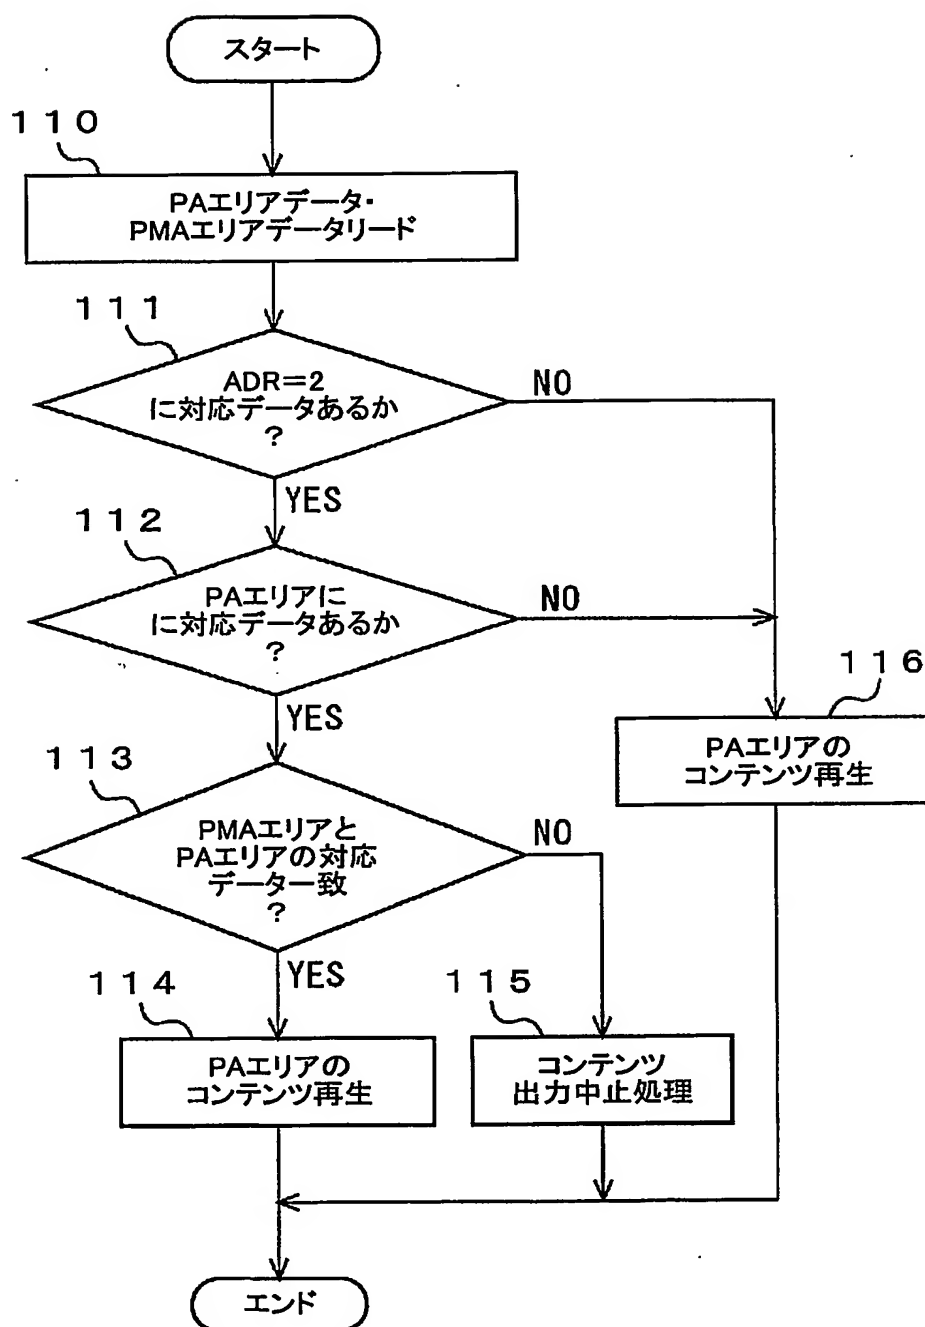 スタート
110
PAエリアデータ・
PMAエリアデータリード
111
ADR=2
に対応データあるか
?
NO
YES
112
PAエリアに
に対応データあるか
?
NO
YES
116
PAエリアの
コンテンツ再生
113
PMAエリアと
PAエリアの対応
データ一致
?
NO
YES
114
PAエリアの
コンテンツ再生
115
コンテンツ
出力中止処理
エンド